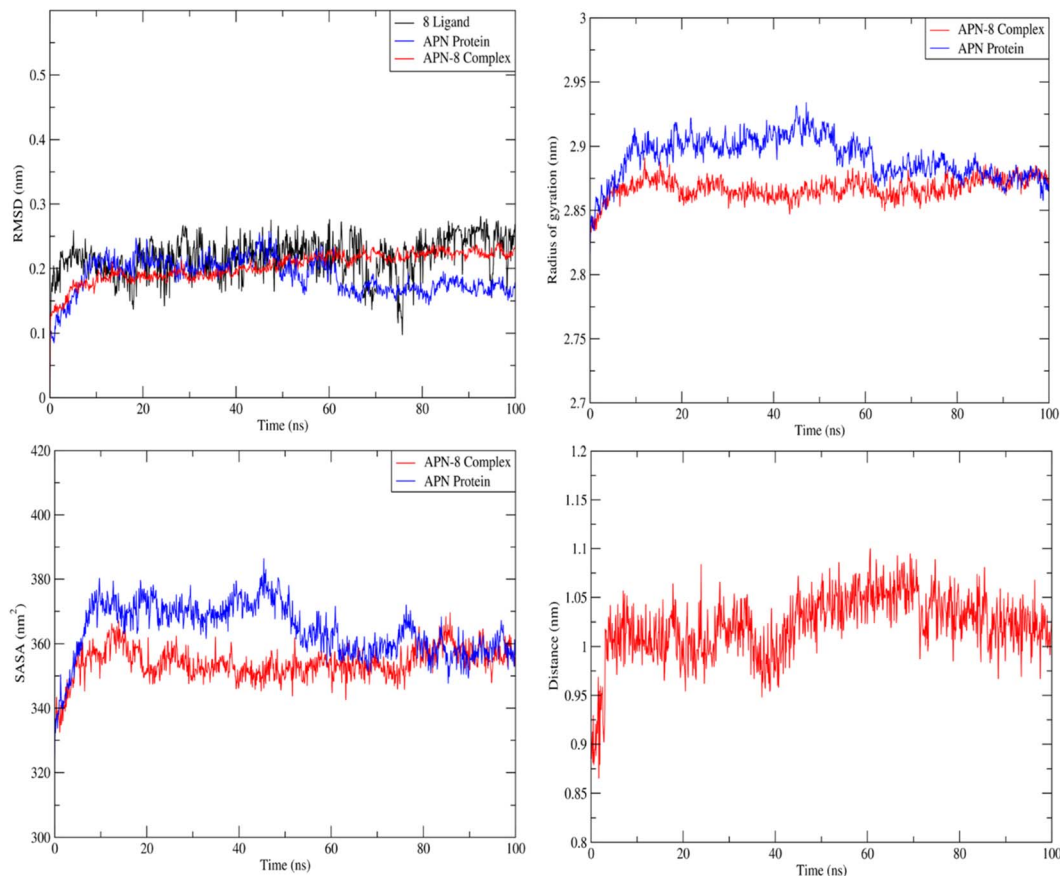 8 Ligand
APN Protein
APN-8 Complex
0.5
0.4
0.3
0.2
0.1
0
RMSD (nm)
0 20 40 60 80 100
Time (ns)
APN-8 Complex
APN Protein
3
2.95
2.9
2.85
2.8
2.75
2.7
Radius of gyration (nm)
0 20 40 60 80 100
Time (ns)
APN-8 Complex
APN Protein
420
400
380
360
340
320
300
SASA (nm²)
0 20 40 60 80 100
Time (ns)
1.2
1.15
1.1
1.05
1
0.95
0.9
0.85
0.8
Distance (nm)
0 20 40 60 80 100
Time (ns)